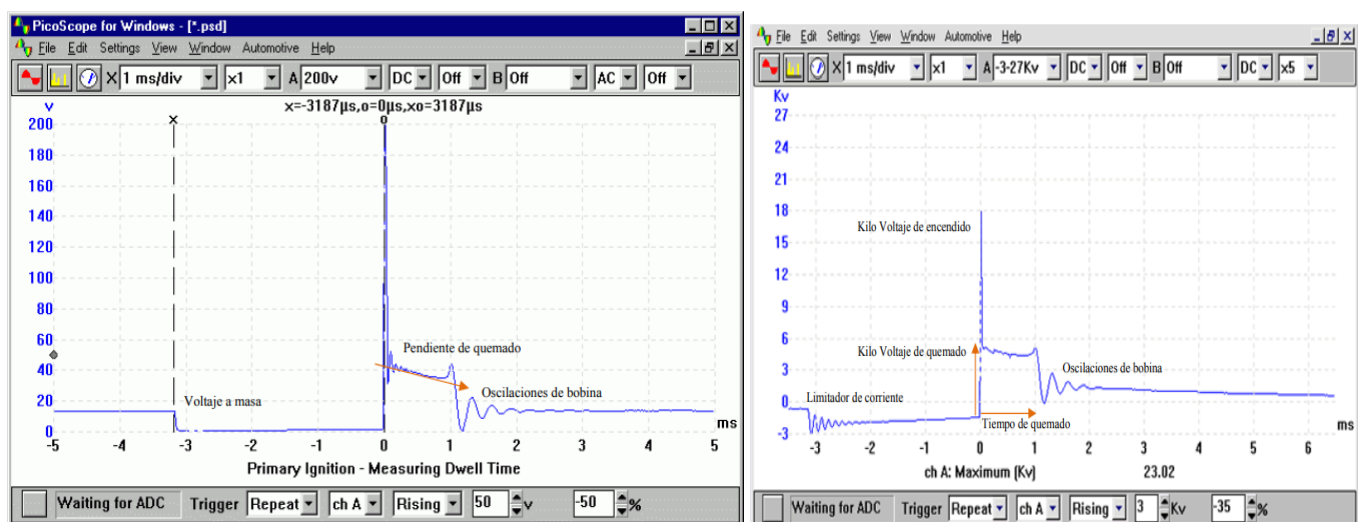 PicoScope for Windows - [*.psd]
File Edit Settings View Window Automotive Help
X 1 ms/div x1 A 200v DC Off B Off AC Off
x=-3187µs,o=0µs,xo=3187µs
v
x o
200
180
160
140
120
100
80
60
40
20
0
Pendiente de quemado
Oscilaciones de bobina
Voltaje a masa
ms
-5 -4 -3 -2 -1 0 1 2 3 4 5
Primary Ignition - Measuring Dwell Time
Waiting for ADC Trigger Repeat ch A Rising 50 v -50 %
File Edit Settings View Window Automotive Help
X 1 ms/div x1 A -3-27Kv DC Off B Off DC x5
Kv
27
24
21
18
15
12
9
6
3
0
-3
Kilo Voltaje de encendido
Kilo Voltaje de quemado
Oscilaciones de bobina
Limitador de corriente
Tiempo de quemado
ms
-3 -2 -1 0 1 2 3 4 5 6
ch A: Maximum (Kv) 23.02
Waiting for ADC Trigger Repeat ch A Rising 3 Kv -35 %